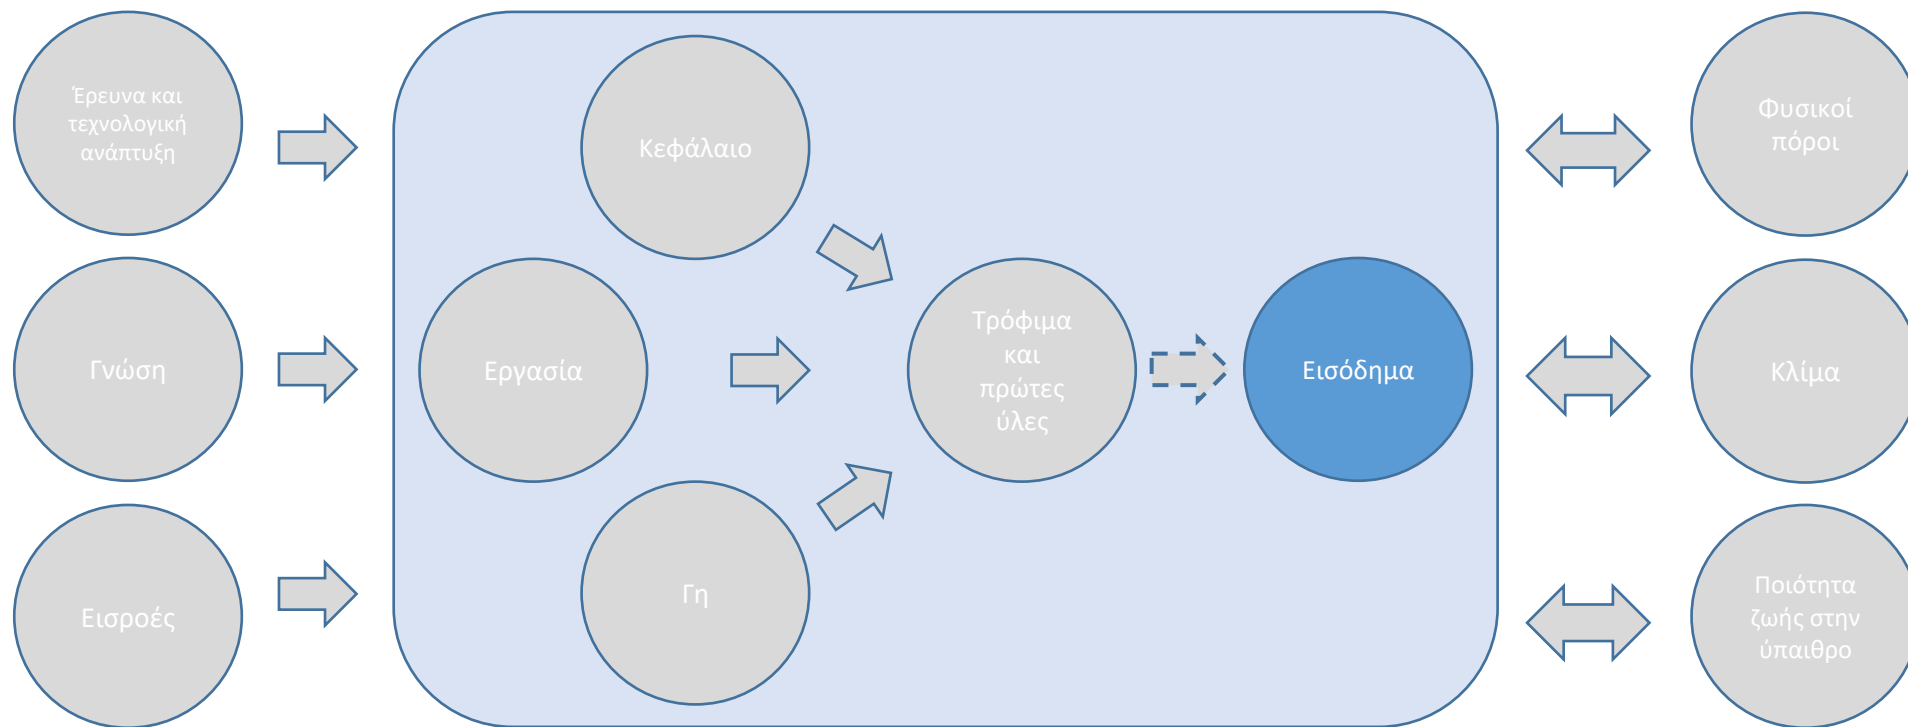 Έρευνα και
τεχνολογική
ανάπτυξη
Γνώση
Εισροές
Κεφάλαιο
Εργασία
Γη
Τρόφιμα
και
πρώτες
ύλες
Εισόδημα
Φυσικοί
πόροι
Κλίμα
Ποιότητα
ζωής στην
ύπαιθρο